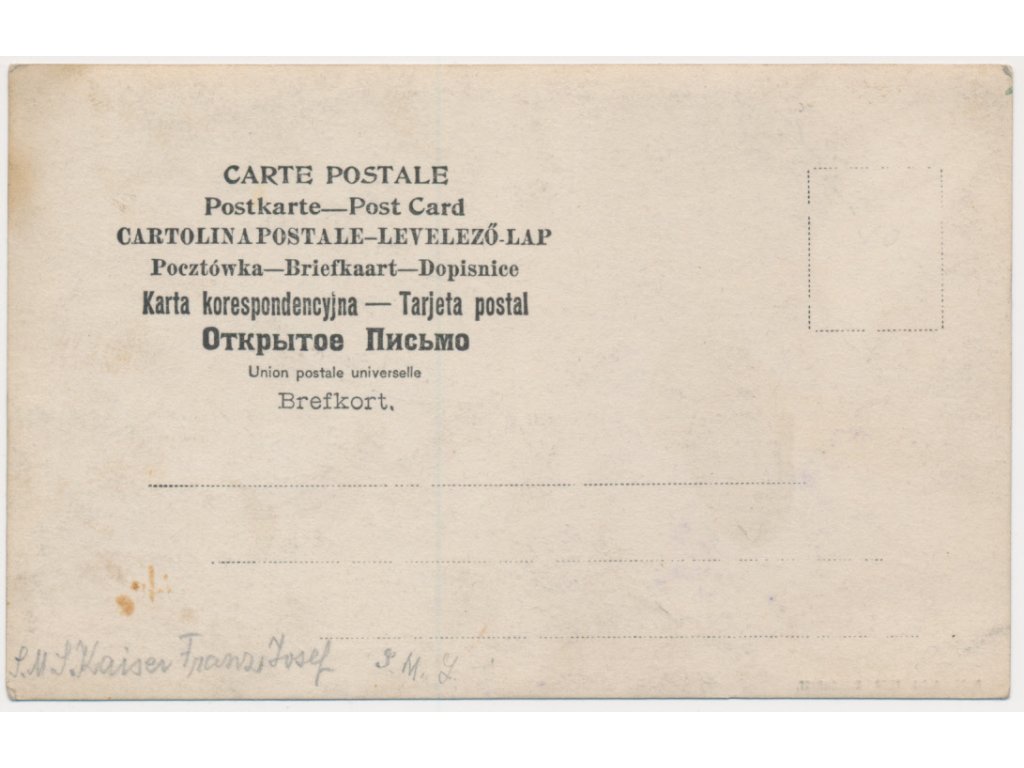 CARTE POSTALE
Postkarte—Post Card
CARTOLINA POSTALE–LEVELEZŐ-LAP
Pocztówka—Briefkaart—Dopisnice
Karta korespondencyjna — Tarjeta postal
Открытое Письмо
Union postale universelle
Brefkort.
S.M.S. Kaiser Franz Josef S. M. S.